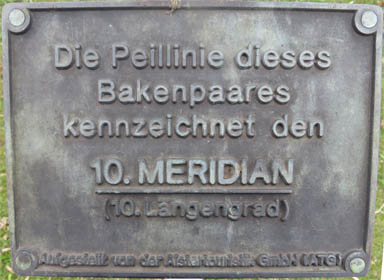 Die Peillinie dieses
Bakenpaares
kennzeichnet den
10. MERIDIAN
(10. Längengrad)
Aufgestellt von der Alstertouristik GmbH (ATG)